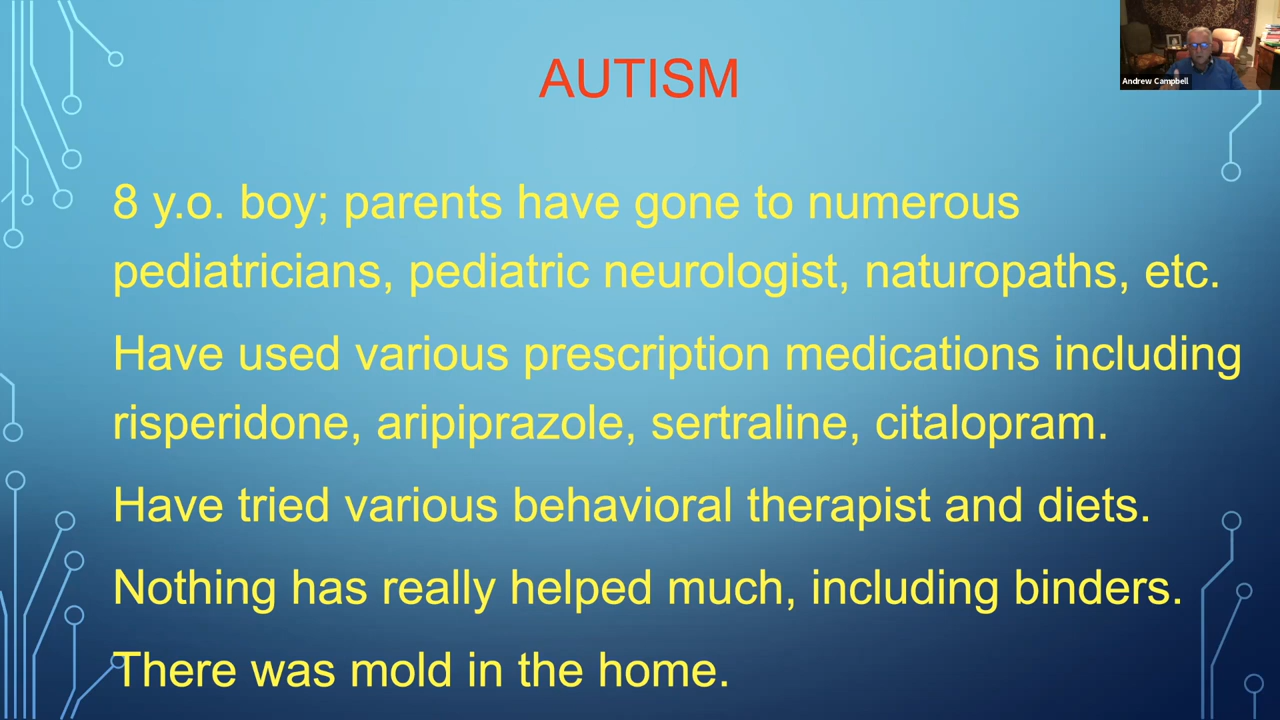 AUTISM
Andrew Campbell
8 y.o. boy; parents have gone to numerous
pediatricians, pediatric neurologist, naturopaths, etc.
Have used various prescription medications including
risperidone, aripiprazole, sertraline, citalopram.
Have tried various behavioral therapist and diets.
Nothing has really helped much, including binders.
There was mold in the home.